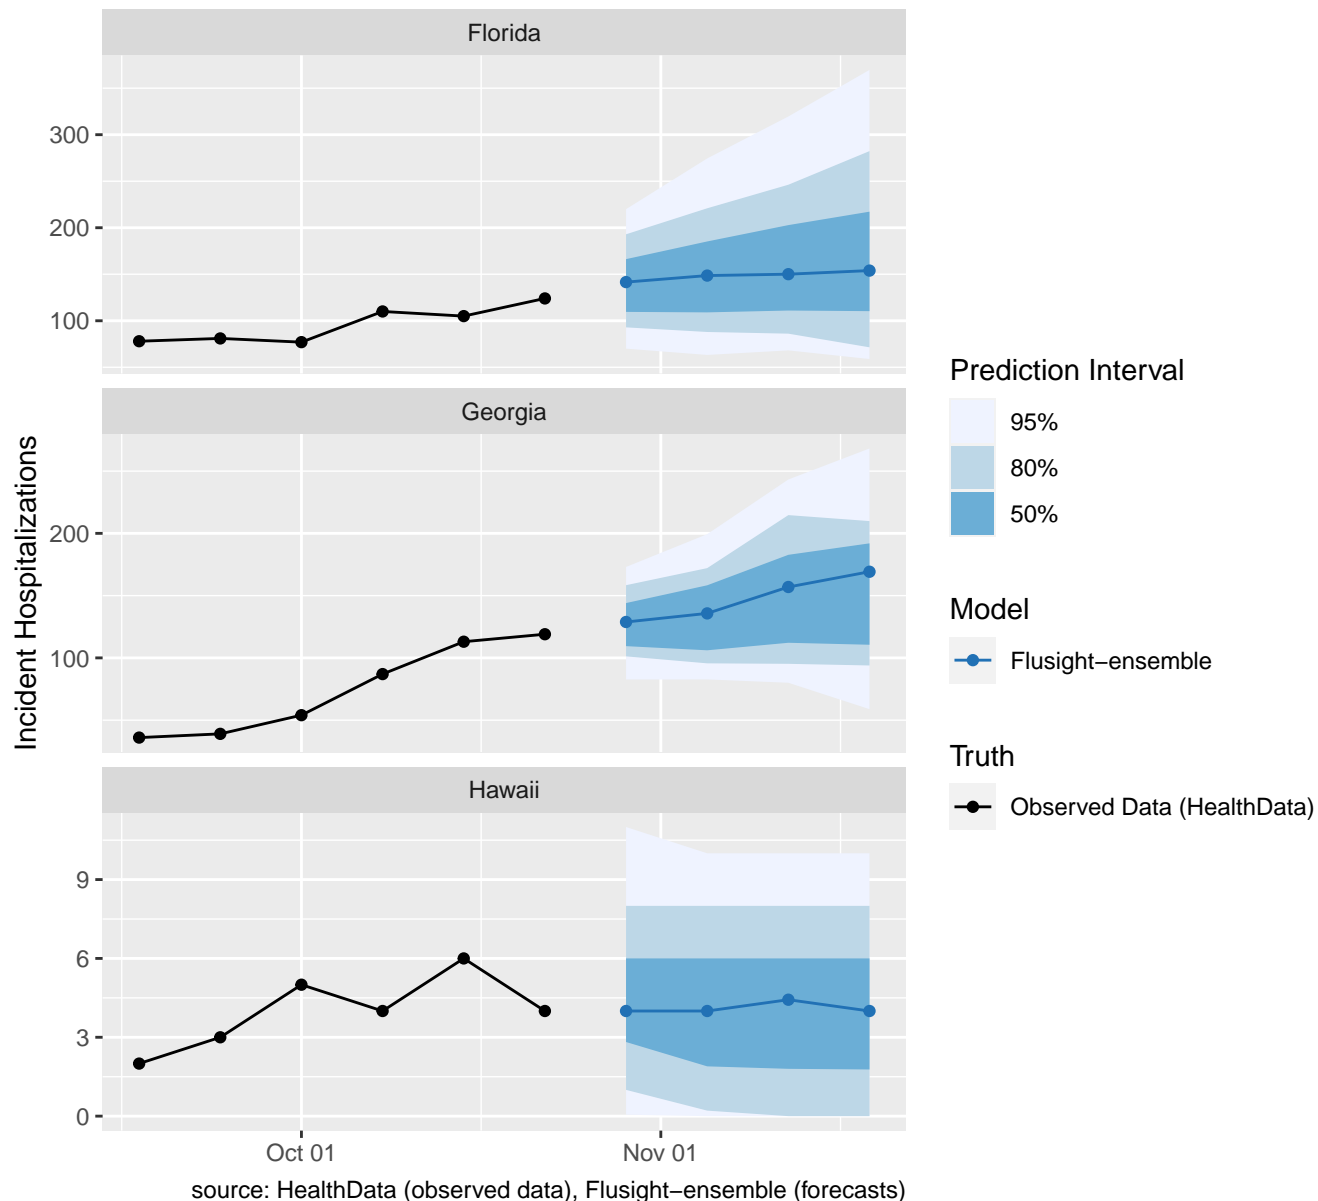 Florida
300
200
100
Georgia
200
100
Hawaii
9
6
3
0
Oct 01
Nov 01
Incident Hospitalizations
source: HealthData (observed data), Flusight−ensemble (forecasts)
Prediction Interval
95%
80%
50%
Model
Flusight−ensemble
Truth
Observed Data (HealthData)